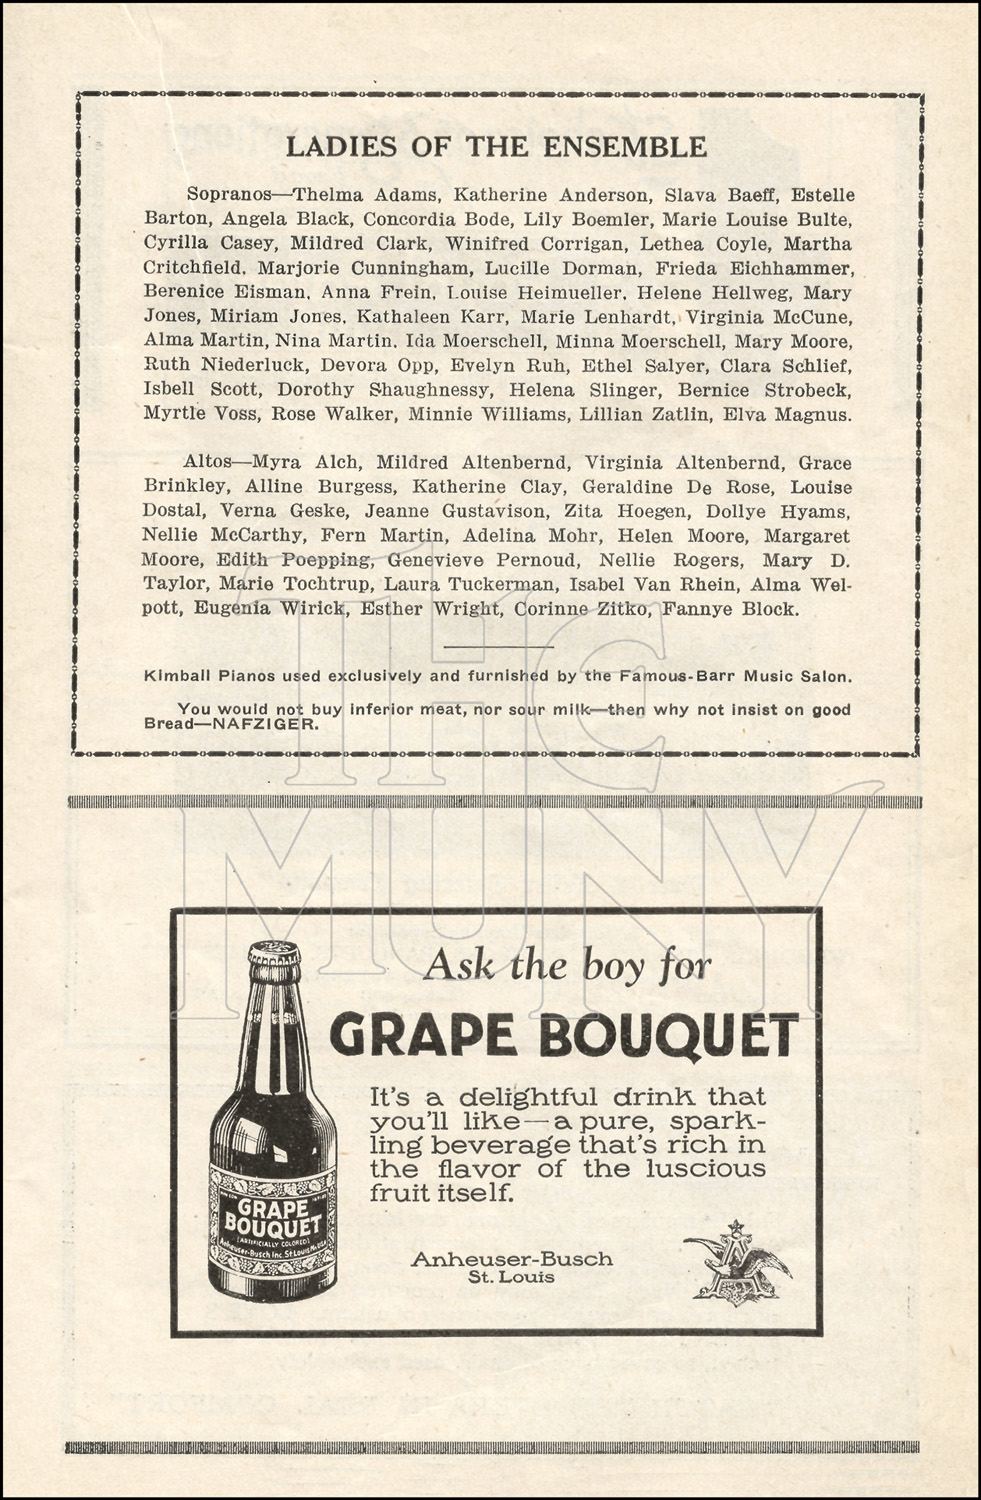 LADIES OF THE ENSEMBLE
Sopranos—Thelma Adams, Katherine Anderson, Slava Baeff, Estelle
Barton, Angela Black, Concordia Bode, Lily Boemler, Marie Louise Bulte,
Cyrilla Casey, Mildred Clark, Winifred Corrigan, Lethea Coyle, Martha
Critchfield. Marjorie Cunningham, Lucille Dorman, Frieda Eichhammer,
Berenice Eisman, Anna Frein, Louise Heimueller, Helene Hellweg, Mary
Jones, Miriam Jones, Kathaleen Karr, Marie Lenhardt, Virginia McCune,
Alma Martin, Nina Martin. Ida Moerschell, Minna Moerschell, Mary Moore,
Ruth Niederluck, Devora Opp, Evelyn Ruh, Ethel Salyer, Clara Schlief,
Isbell Scott, Dorothy Shaughnessy, Helena Slinger, Bernice Strobeck,
Myrtle Voss, Rose Walker, Minnie Williams, Lillian Zatlin, Elva Magnus.
Altos—Myra Alch, Mildred Altenbernd, Virginia Altenbernd, Grace
Brinkley, Alline Burgess, Katherine Clay, Geraldine De Rose, Louise
Dostal, Verna Geske, Jeanne Gustavison, Zita Hoegen, Dollye Hyams,
Nellie McCarthy, Fern Martin, Adelina Mohr, Helen Moore, Margaret
Moore, Edith Poepping, Genevieve Pernoud, Nellie Rogers, Mary D.
Taylor, Marie Tochtrup, Laura Tuckerman, Isabel Van Rhein, Alma Wel-
pott, Eugenia Wirick, Esther Wright, Corinne Zitko, Fannye Block.
Kimball Pianos used exclusively and furnished by the Famous-Barr Music Salon.
You would not buy inferior meat, nor sour milk—then why not insist on good
Bread—NAFZIGER.
THE
MUNY
Ask the boy for
GRAPE BOUQUET
It's a delightful drink that
you'll like—a pure, spark-
ling beverage that's rich in
the flavor of the luscious
fruit itself.
Anheuser-Busch
St. Louis
GRAPE
BOUQUET
[ARTIFICIALLY COLORED]
Anheuser-Busch Inc. St Louis, Mo. U.S.A.
A